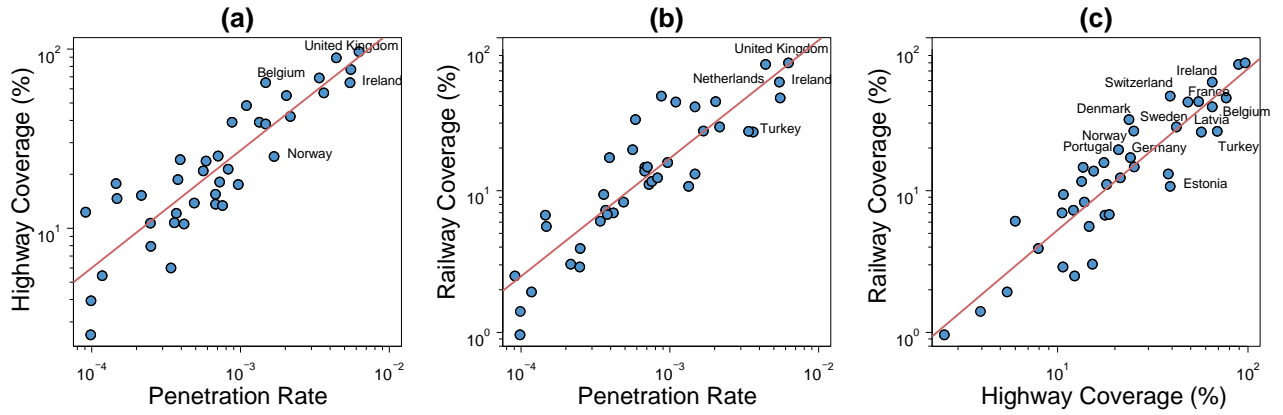 (a)
Highway Coverage (%)
10²
10¹
United Kingdom
Belgium
Ireland
Norway
10⁻⁴
10⁻³
10⁻²
Penetration Rate
(b)
Railway Coverage (%)
10²
10¹
10⁰
United Kingdom
Netherlands
Ireland
Turkey
10⁻⁴
10⁻³
10⁻²
Penetration Rate
(c)
Railway Coverage (%)
10²
10¹
10⁰
Ireland
Switzerland
France
Denmark
Belgium
Sweden
Latvia
Norway
Turkey
Portugal
Germany
Estonia
10¹
10²
Highway Coverage (%)